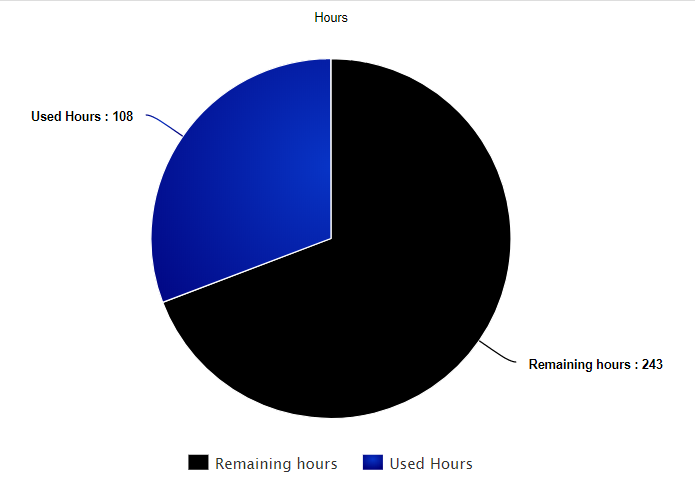 Hours
Used Hours : 108
Remaining hours : 243
Remaining hours
Used Hours